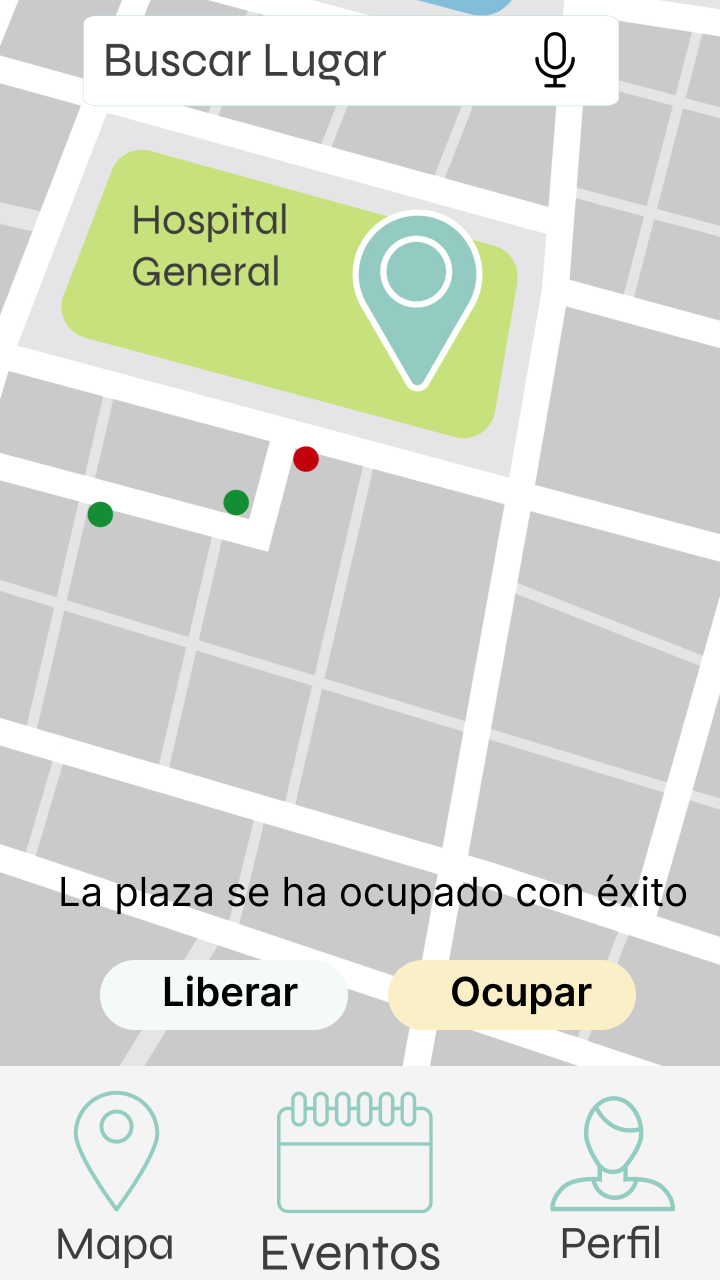 Buscar Lugar
Hospital
General
La plaza se ha ocupado con éxito
Liberar
Ocupar
Mapa
Eventos
Perfil